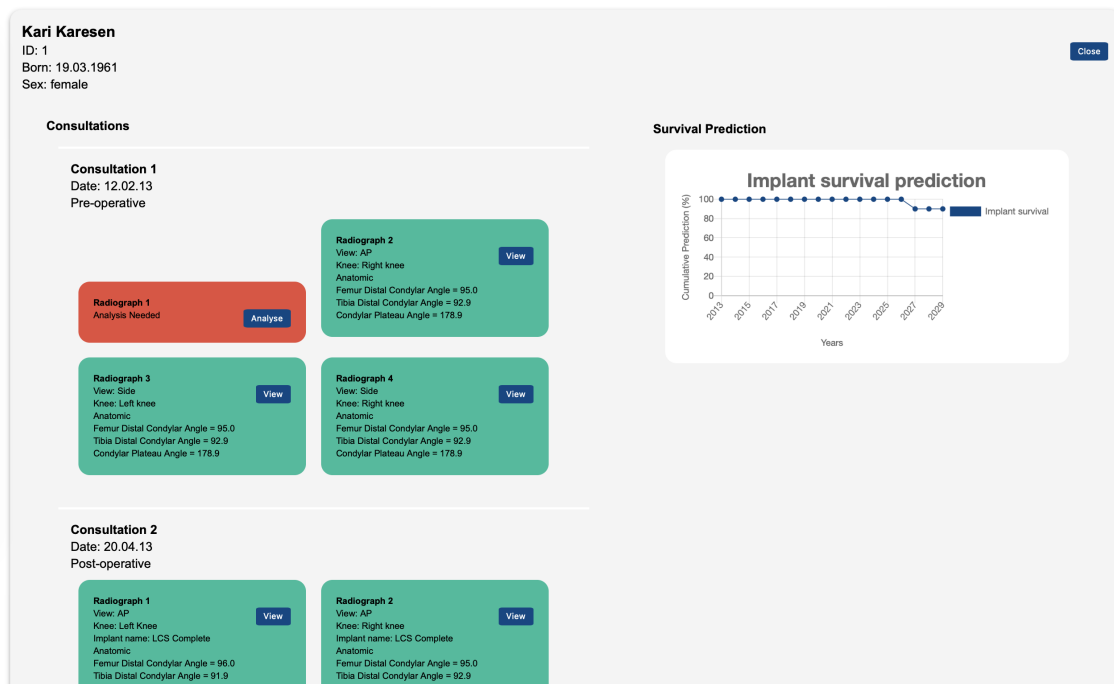 Kari Karesen
ID: 1
Born: 19.03.1961
Sex: female
Close
Consultations
Consultation 1
Date: 12.02.13
Pre-operative
Radiograph 1
Analysis Needed
Analyse
Radiograph 2
View: AP
Knee: Right knee
Anatomic
Femur Distal Condylar Angle = 95.0
Tibia Distal Condylar Angle = 92.9
Condylar Plateau Angle = 178.9
View
Radiograph 3
View: Side
Knee: Left knee
Anatomic
Femur Distal Condylar Angle = 95.0
Tibia Distal Condylar Angle = 92.9
Condylar Plateau Angle = 178.9
View
Radiograph 4
View: Side
Knee: Right knee
Anatomic
Femur Distal Condylar Angle = 95.0
Tibia Distal Condylar Angle = 92.9
Condylar Plateau Angle = 178.9
View
Consultation 2
Date: 20.04.13
Post-operative
Radiograph 1
View: AP
Knee: Left Knee
Implant name: LCS Complete
Anatomic
Femur Distal Condylar Angle = 96.0
Tibia Distal Condylar Angle = 91.9
View
Radiograph 2
View: AP
Knee: Right knee
Implant name: LCS Complete
Anatomic
Femur Distal Condylar Angle = 95.0
Tibia Distal Condylar Angle = 92.9
View
Survival Prediction
Implant survival prediction
Implant survival
Cumulative Prediction (%)
100
80
60
40
20
0
2013
2015
2017
2019
2021
2023
2025
2027
2029
Years